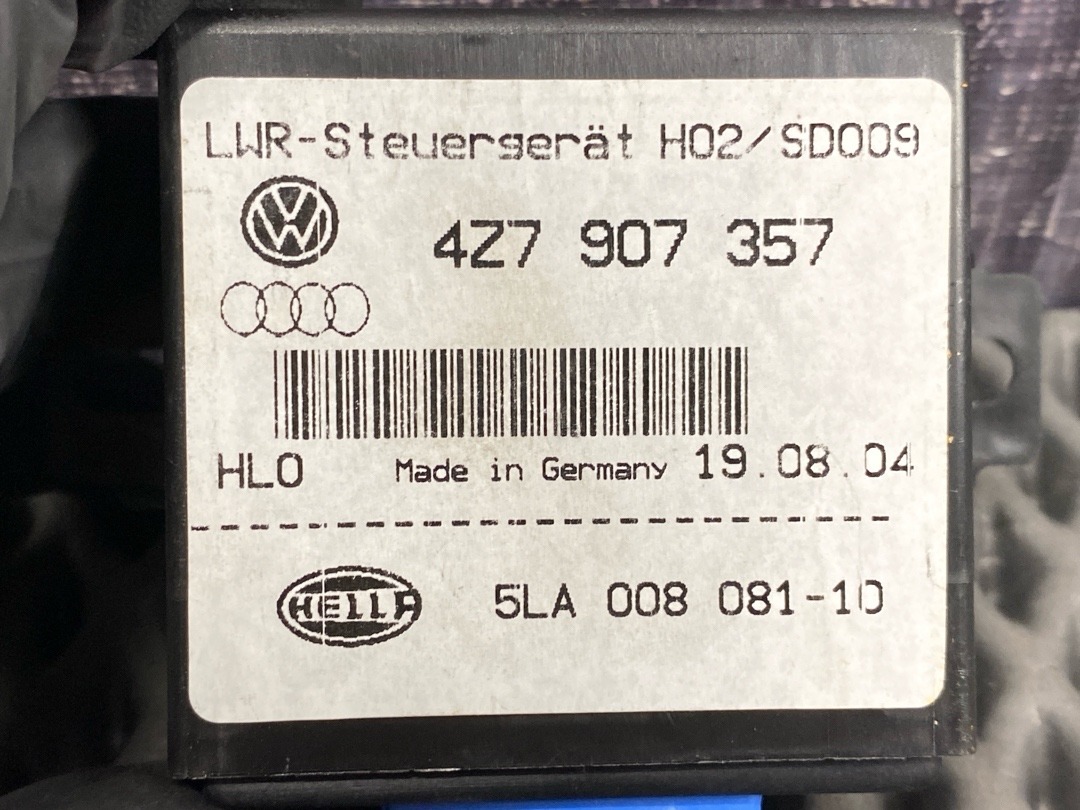 LWR-Steuergerät H02/SD009
VW
4Z7 907 357
HLO Made in Germany 19.08.04
HELLA 5LA 008 081-10